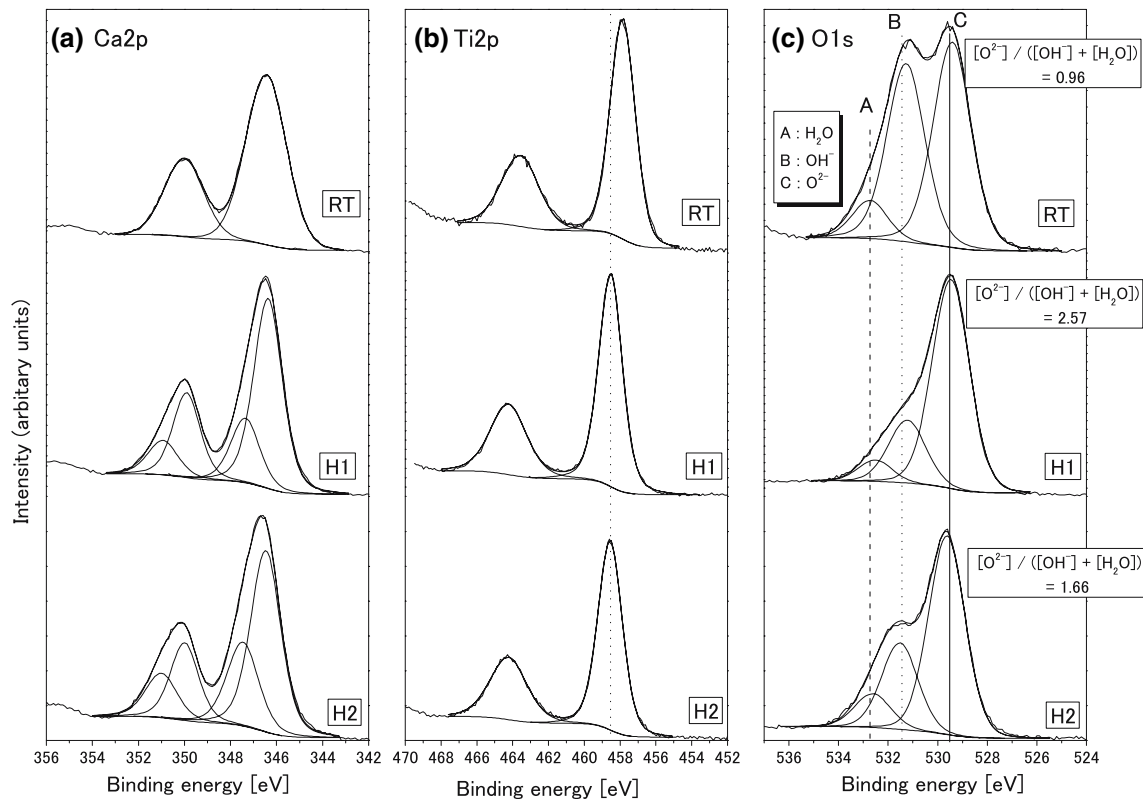 (a) Ca2p
(b) Ti2p
(c) O1s
B
C
A
[O²⁻] / ([OH⁻] + [H₂O])
= 0.96
A : H₂O
B : OH⁻
C : O²⁻
RT
RT
RT
[O²⁻] / ([OH⁻] + [H₂O])
= 2.57
H1
H1
H1
[O²⁻] / ([OH⁻] + [H₂O])
= 1.66
H2
H2
H2
Intensity (arbitary units)
356 354 352 350 348 346 344 342
470 468 466 464 462 460 458 456 454 452
536 534 532 530 528 526 524
Binding energy [eV]
Binding energy [eV]
Binding energy [eV]